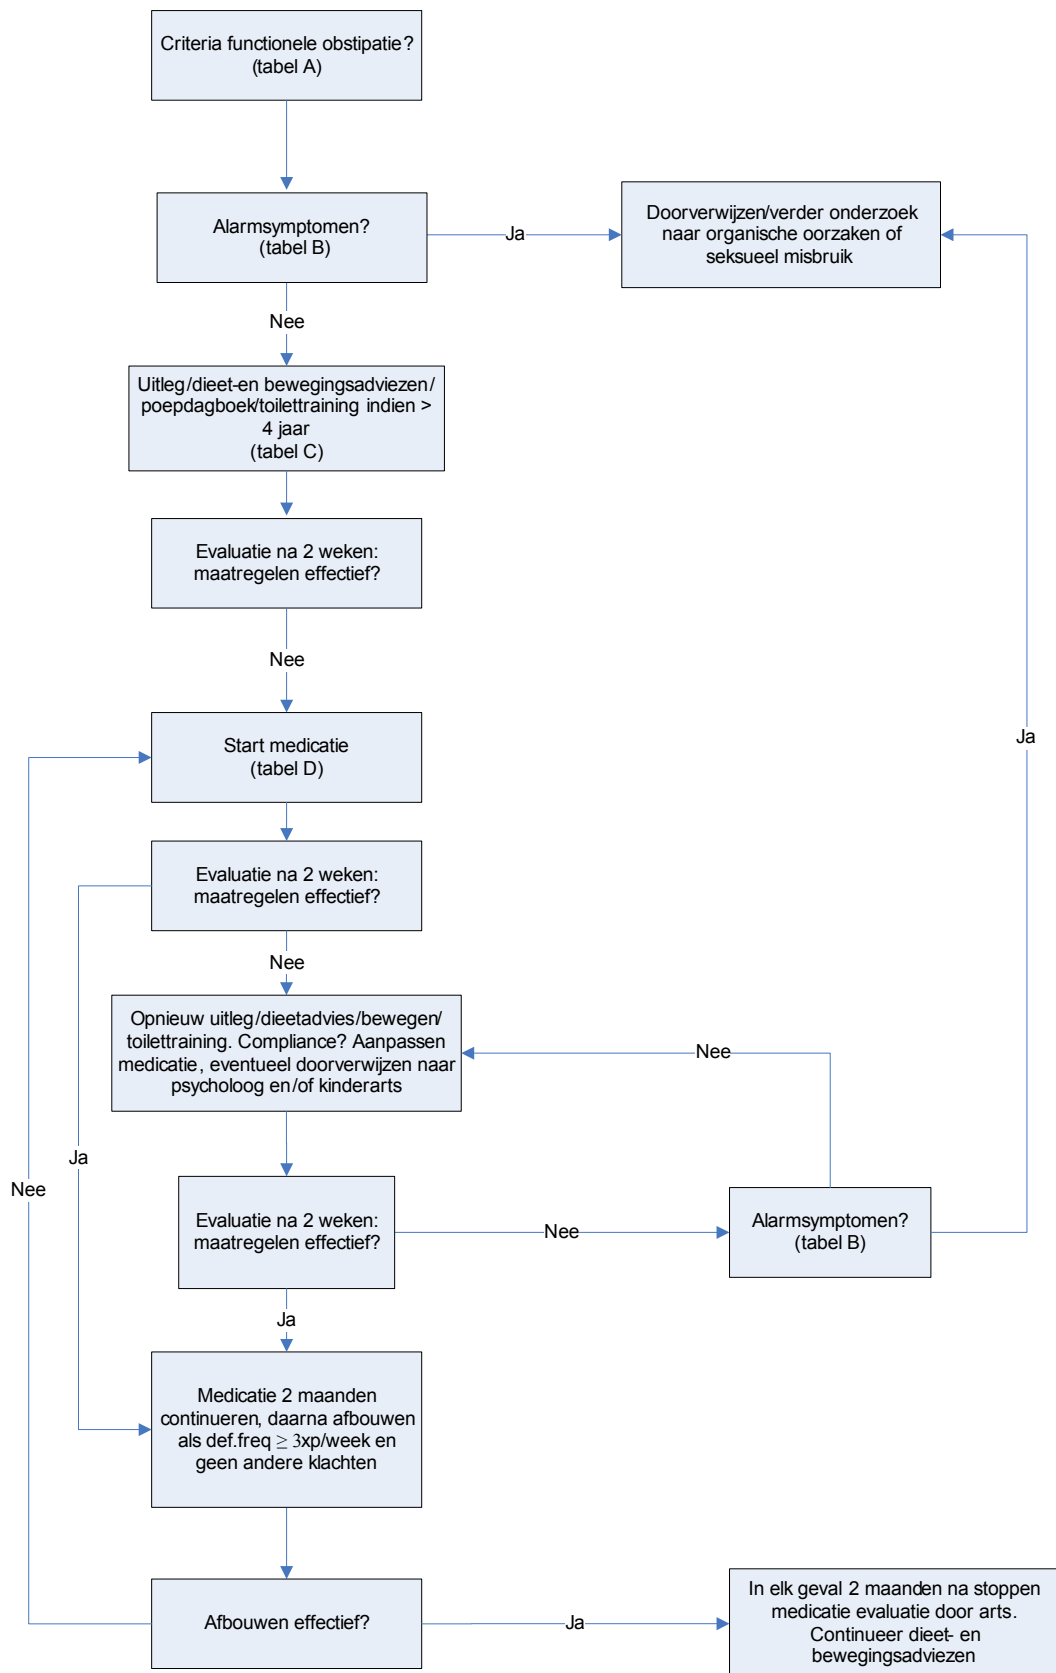 Criteria functionele obstipatie?
(tabel A)
Alarmsymptomen?
(tabel B)
Ja
Doorverwijzen/verder onderzoek
naar organische oorzaken of
seksueel misbruik
Nee
Uitleg/dieet-en bewegingsadviezen/
poepdagboek/toilettraining indien >
4 jaar
(tabel C)
Evaluatie na 2 weken:
maatregelen effectief?
Nee
Start medicatie
(tabel D)
Ja
Evaluatie na 2 weken:
maatregelen effectief?
Nee
Opnieuw uitleg/dieetadvies/bewegen/
toilettraining. Compliance? Aanpassen
medicatie, eventueel doorverwijzen naar
psycholoog en/of kinderarts
Nee
Ja
Nee
Evaluatie na 2 weken:
maatregelen effectief?
Nee
Alarmsymptomen?
(tabel B)
Ja
Medicatie 2 maanden
continueren, daarna afbouwen
als def.freq ≥ 3xp/week en
geen andere klachten
Afbouwen effectief?
Ja
In elk geval 2 maanden na stoppen
medicatie evaluatie door arts.
Continueer dieet- en
bewegingsadviezen